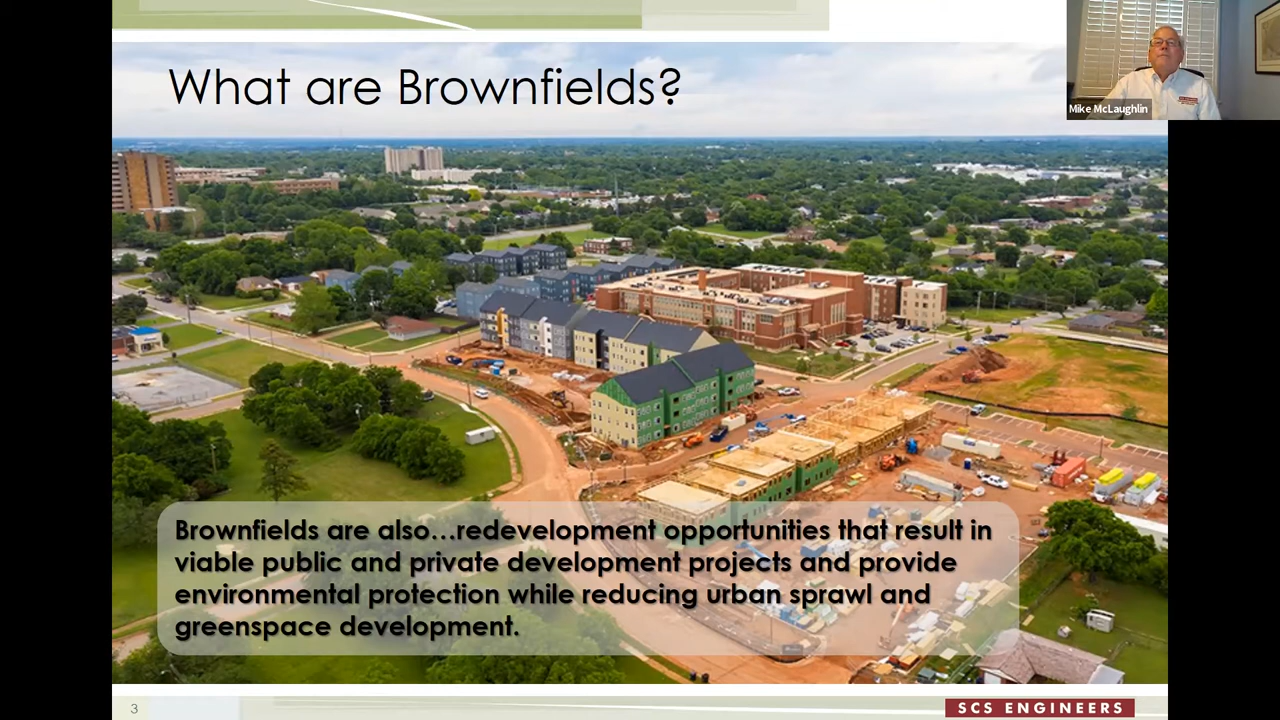 What are Brownfields?
Mike McLaughlin
Brownfields are also...redevelopment opportunities that result in
viable public and private development projects and provide
environmental protection while reducing urban sprawl and
greenspace development.
3
SCS ENGINEERS